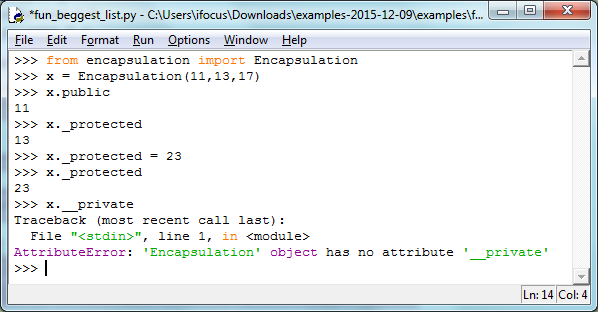 *fun_beggest_list.py - C:\Users\ifocus\Downloads\examples-2015-12-09\examples\f...
File Edit Format Run Options Window Help
>>> from encapsulation import Encapsulation
>>> x = Encapsulation(11,13,17)
>>> x.public
11
>>> x._protected
13
>>> x._protected = 23
>>> x._protected
23
>>> x.__private
Traceback (most recent call last):
  File "<stdin>", line 1, in <module>
AttributeError: 'Encapsulation' object has no attribute '__private'
>>>
Ln: 14 Col: 4